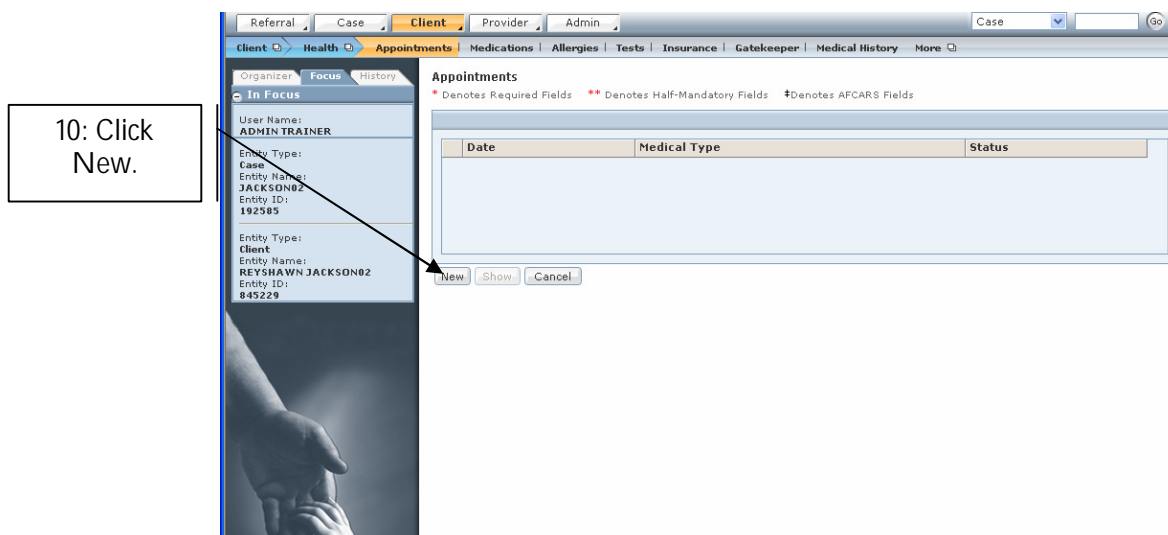 Referral Case Client Provider Admin Case Go
Client Health Appointments Medications Allergies Tests Insurance Gatekeeper Medical History More
Organizer Focus History
In Focus
User Name:
ADMIN TRAINER
Entity Type:
Case
Entity Name:
JACKSON02
Entity ID:
192585
Entity Type:
Client
Entity Name:
REYSHAWN JACKSON02
Entity ID:
845229
10: Click
New.
Appointments
* Denotes Required Fields ** Denotes Half-Mandatory Fields ‡Denotes AFCARS Fields
Date Medical Type Status
New Show Cancel